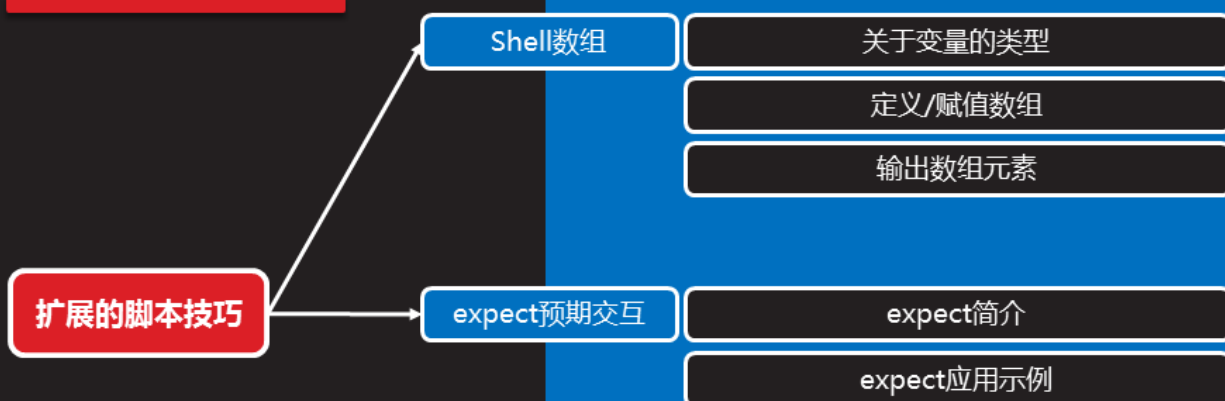 Shell数组
关于变量的类型
定义/赋值数组
输出数组元素
扩展的脚本技巧
expect预期交互
expect简介
expect应用示例